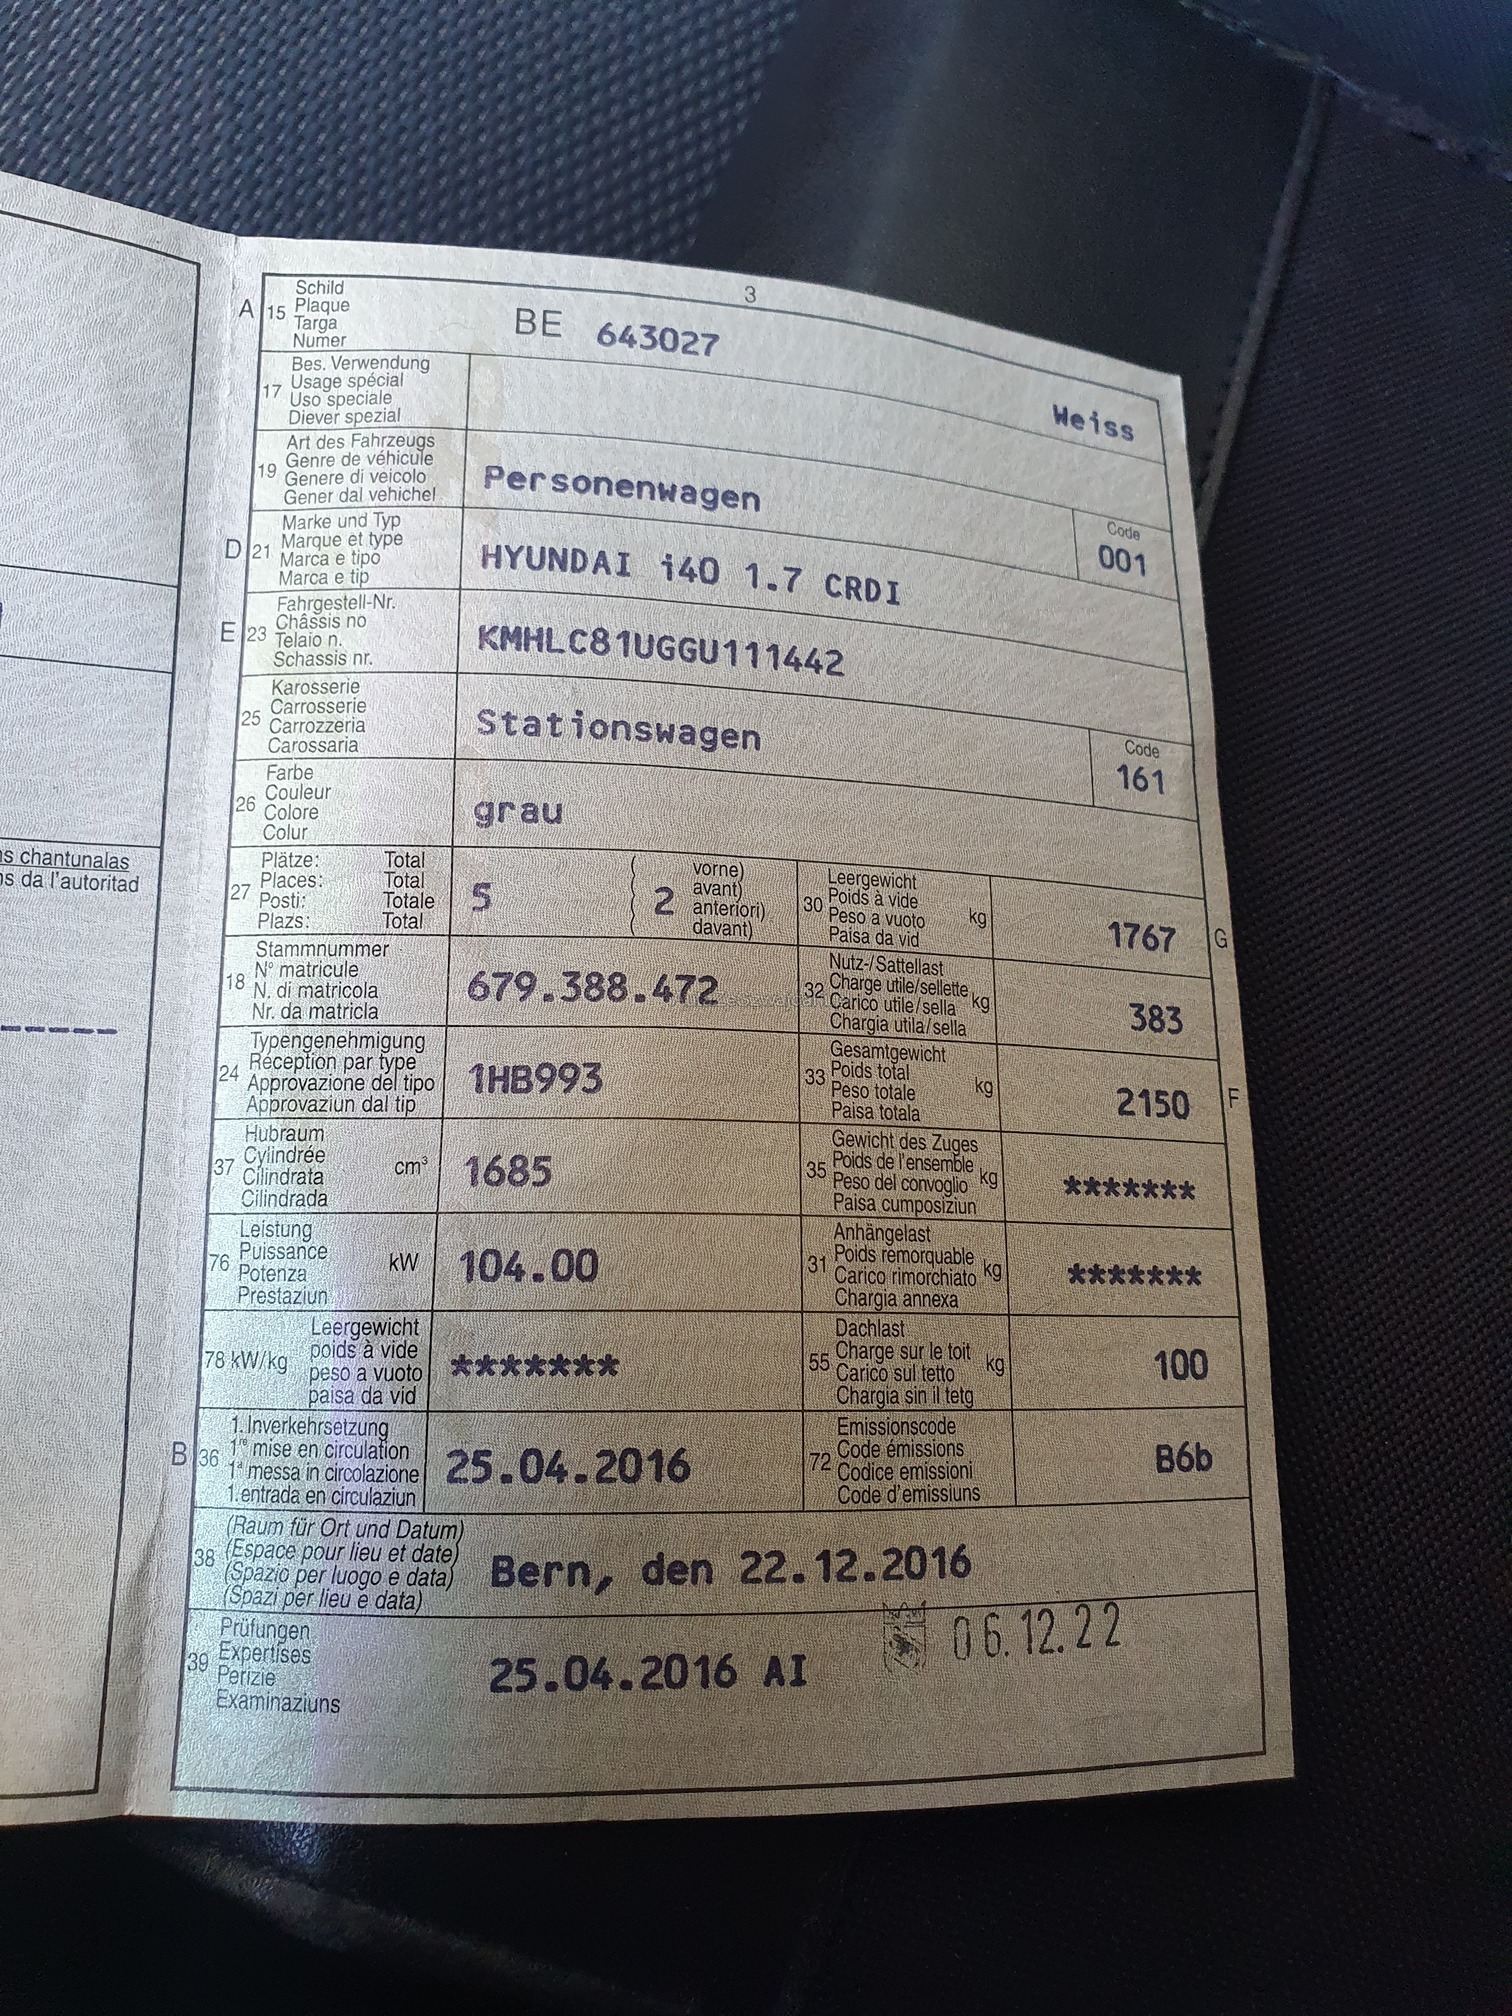 ns chantunalas
ns da l'autoritad
3
A 15 Schild
Plaque
Targa
Numer
BE 643027
Weiss
17 Bes. Verwendung
Usage spécial
Uso speciale
Diever spezial
19 Art des Fahrzeugs
Genre de véhicule
Genere di veicolo
Gener dal vehichel
Personenwagen
Code
001
D 21 Marke und Typ
Marque et type
Marca e tipo
Marca e tip
HYUNDAI i40 1.7 CRDI
E 23 Fahrgestell-Nr.
Châssis no
Telaio n.
Schassis nr.
KMHLC81UGGU111442
25 Karosserie
Carrosserie
Carrozzeria
Carossaria
Stationswagen
Code
161
26 Farbe
Couleur
Colore
Colur
grau
27 Plätze: Total
Places: Total
Posti: Totale
Plazs: Total
5 ( 2 vorne)
avant)
anteriori)
davant)
30 Leergewicht
Poids à vide
Peso a vuoto
Paisa da vid
kg
1767 G
18 Stammnummer
N° matricule
N. di matricola
Nr. da matricla
679.388.472
32 Nutz-/Sattellast
Charge utile/sellette
Carico utile/sella
Chargia utila/sella
kg
383
24 Typengenehmigung
Réception par type
Approvazione del tipo
Approvaziun dal tip
1HB993
33 Gesamtgewicht
Poids total
Peso totale
Paisa totala
kg
2150 F
37 Hubraum
Cylindrée
Cilindrata
Cilindrada
cm³
1685
35 Gewicht des Zuges
Poids de l'ensemble
Peso del convoglio
Paisa cumposiziun
kg
*******
76 Leistung
Puissance
Potenza
Prestaziun
kW
104.00
31 Anhängelast
Poids remorquable
Carico rimorchiato
Chargia annexa
kg
*******
78 kW/kg Leergewicht
poids à vide
peso a vuoto
paisa da vid
*******
55 Dachlast
Charge sur le toit
Carico sul tetto
Chargia sin il tetg
kg
100
B 36 1. Inverkehrsetzung
1re mise en circulation
1a messa in circolazione
1. entrada en circulaziun
25.04.2016
72 Emissionscode
Code émissions
Codice emissioni
Code d'emissiuns
B6b
38 (Raum für Ort und Datum)
(Espace pour lieu et date)
(Spazio per luogo e data)
(Spazi per lieu e data)
Bern, den 22.12.2016
39 Prüfungen
Expertises
Perizie
Examinaziuns
25.04.2016 AI
06.12.22